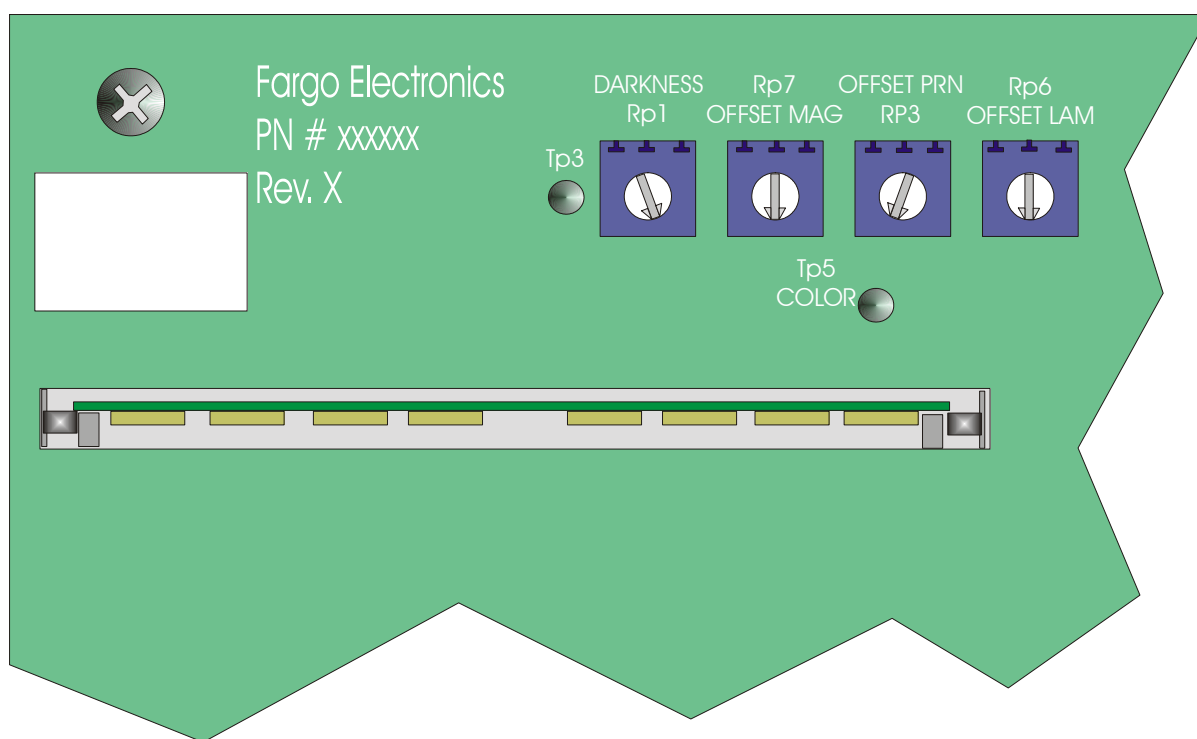 Fargo Electronics
PN # xxxxxx
Rev. X
DARKNESS
Rp1
Rp7
OFFSET MAG
OFFSET PRN
RP3
Rp6
OFFSET LAM
Tp3
Tp5
COLOR